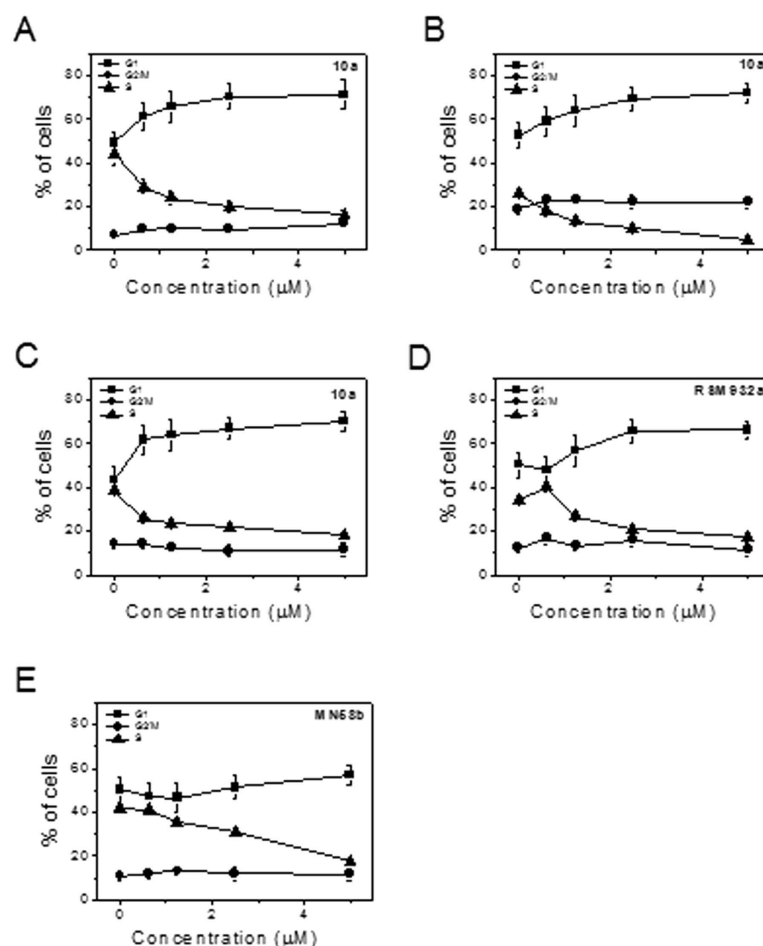 A
10a
G1
G2/M
S
80
60
40
20
0
% of cells
0 2 4
Concentration (μM)
B
10a
G1
G2/M
S
80
60
40
20
0
% of cells
0 2 4
Concentration (μM)
C
10a
G1
G2/M
S
80
60
40
20
0
% of cells
0 2 4
Concentration (μM)
D
RSM932a
G1
G2/M
S
80
60
40
20
0
% of cells
0 2 4
Concentration (μM)
E
MN58b
G1
G2/M
S
80
60
40
20
0
% of cells
0 2 4
Concentration (μM)